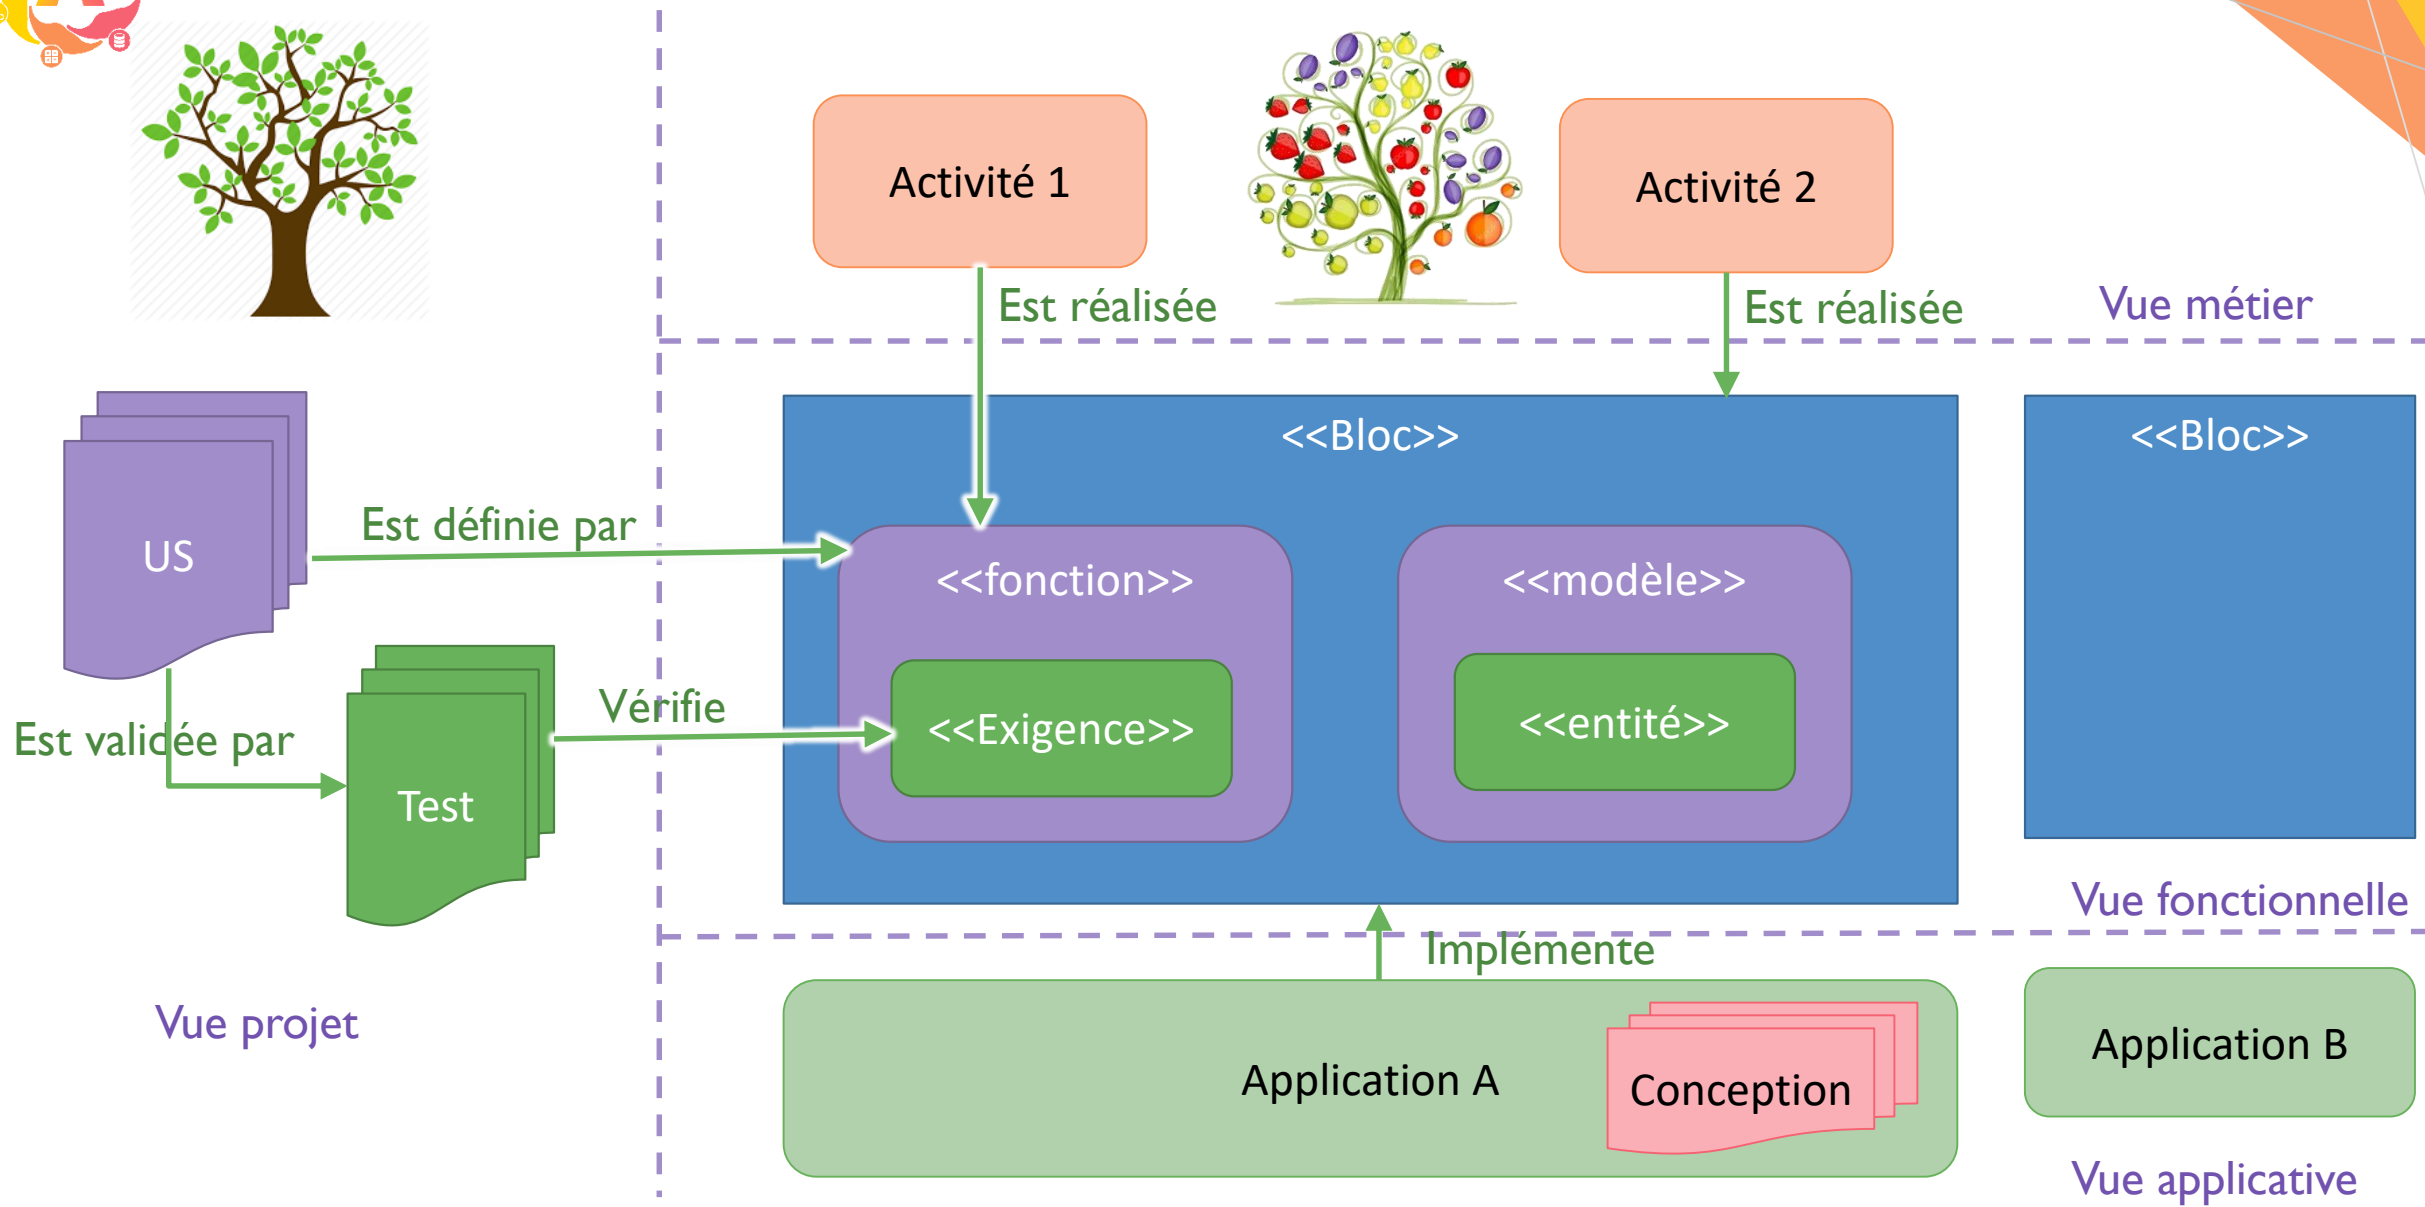 Activité 1
Activité 2
Est réalisée
Est réalisée
Vue métier
<<Bloc>>
<<Bloc>>
US
Est définie par
<<fonction>>
<<modèle>>
Est validée par
Test
Vérifie
<<Exigence>>
<<entité>>
Vue fonctionnelle
Implémente
Vue projet
Application A
Conception
Application B
Vue applicative